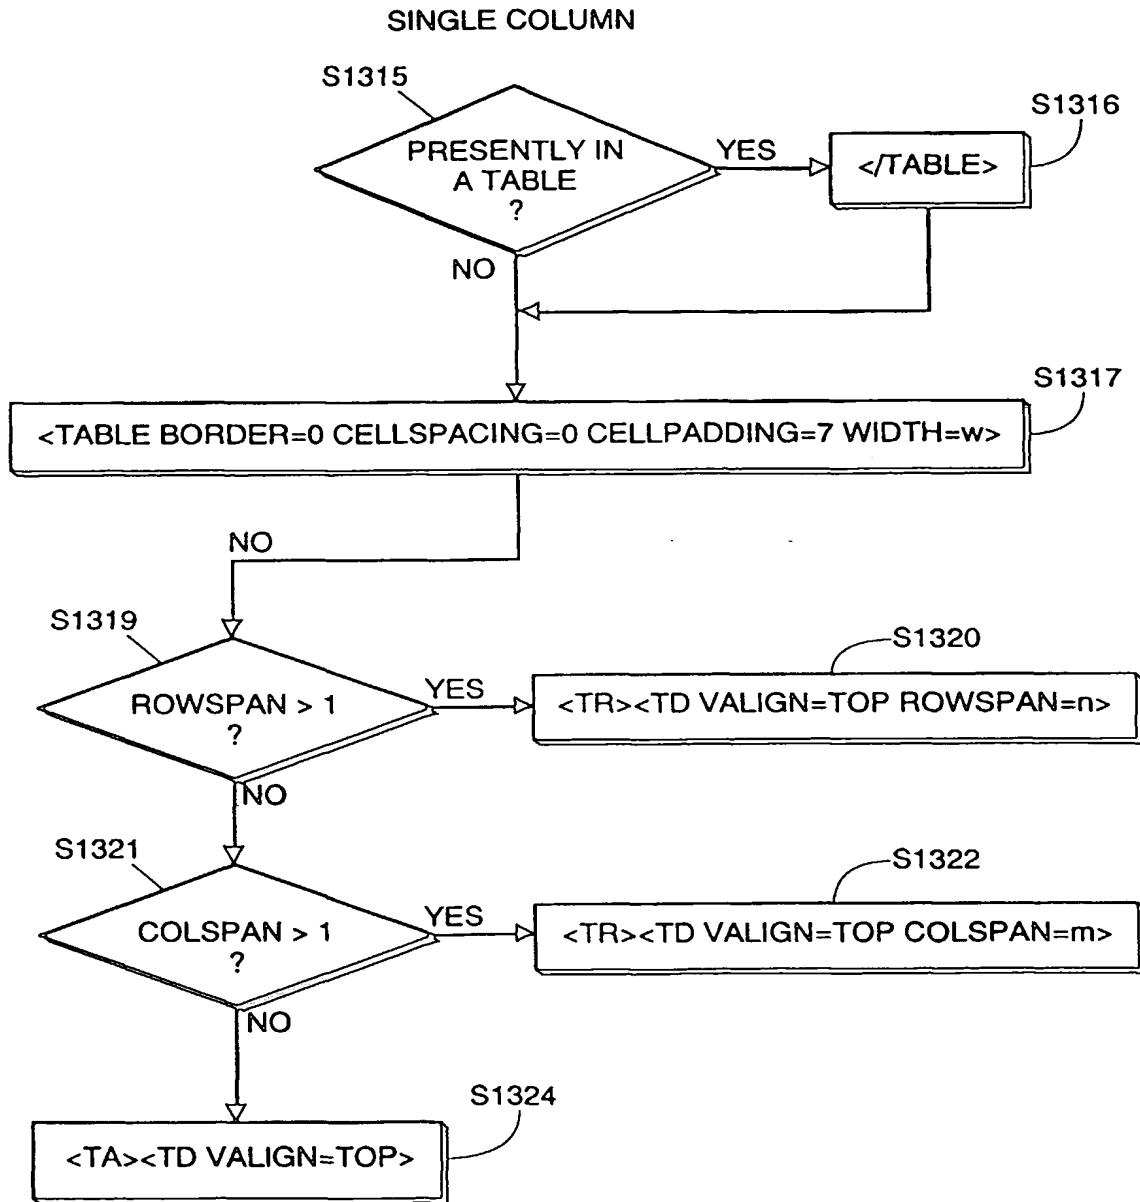 SINGLE COLUMN
S1315
PRESENTLY IN
A TABLE
?
YES
S1316
</TABLE>
NO
S1317
<TABLE BORDER=0 CELLSPACING=0 CELLPADDING=7 WIDTH=w>
NO
S1319
ROWSPAN > 1
?
YES
S1320
<TR><TD VALIGN=TOP ROWSPAN=n>
NO
S1321
COLSPAN > 1
?
YES
S1322
<TR><TD VALIGN=TOP COLSPAN=m>
NO
S1324
<TA><TD VALIGN=TOP>